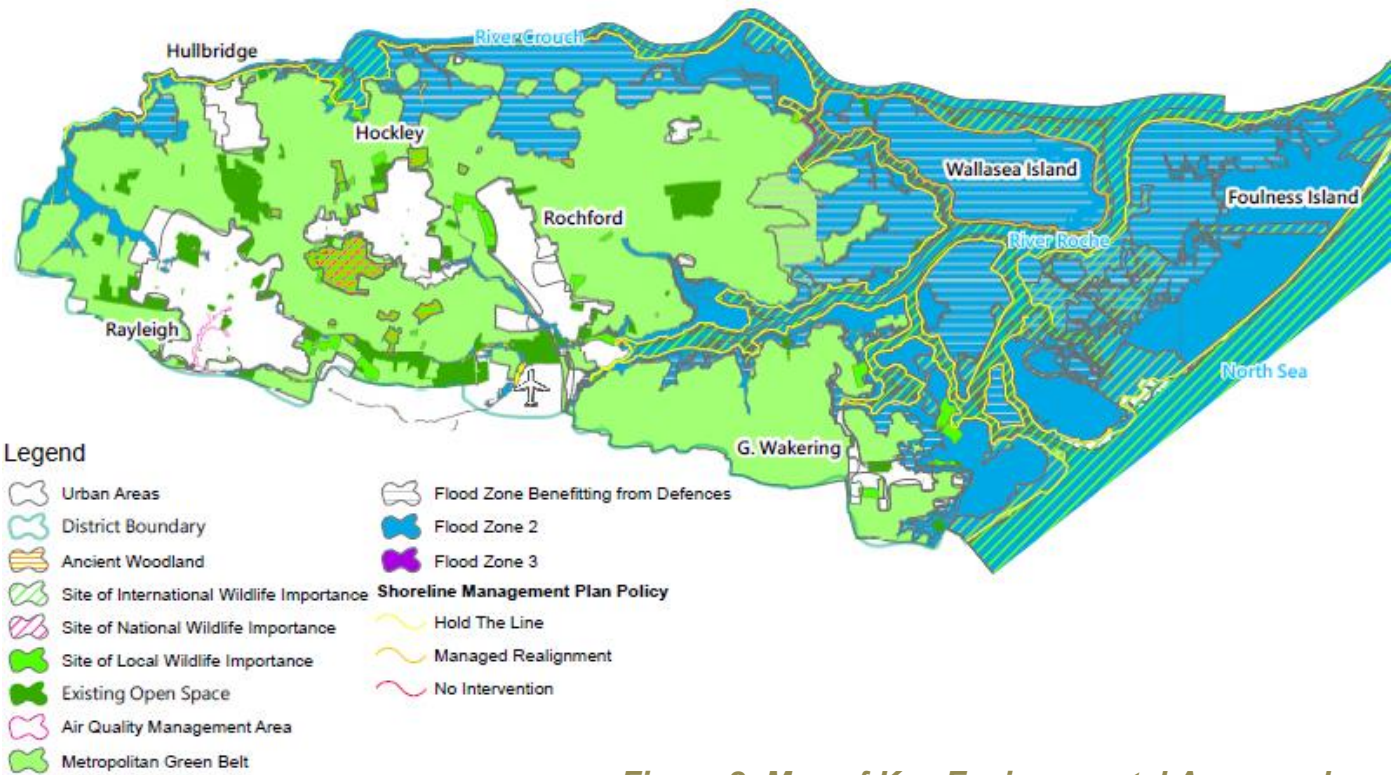 River Crouch
Hullbridge
Hockley
Wallasea Island
Foulness Island
Rochford
River Roche
Rayleigh
North Sea
G. Wakering
Legend
Urban Areas
District Boundary
Ancient Woodland
Site of International Wildlife Importance
Site of National Wildlife Importance
Site of Local Wildlife Importance
Existing Open Space
Air Quality Management Area
Metropolitan Green Belt
Flood Zone Benefitting from Defences
Flood Zone 2
Flood Zone 3
Shoreline Management Plan Policy
Hold The Line
Managed Realignment
No Intervention